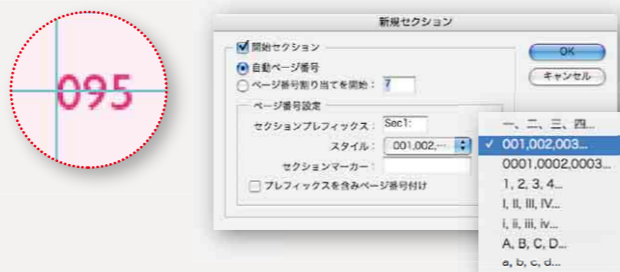 095
新規セクション
開始セクション
自動ページ番号
ページ番号割り当てを開始： 7
ページ番号設定
セクションプレフィックス： Sec1:
スタイル： 001,002,…
セクションマーカー：
プレフィックスを含みページ番号付け
OK
キャンセル
一、二、三、四...
✓ 001,002,003...
0001,0002,0003...
1, 2, 3, 4...
I, II, III, IV...
i, ii, iii, iv...
A, B, C, D...
a, b, c, d...